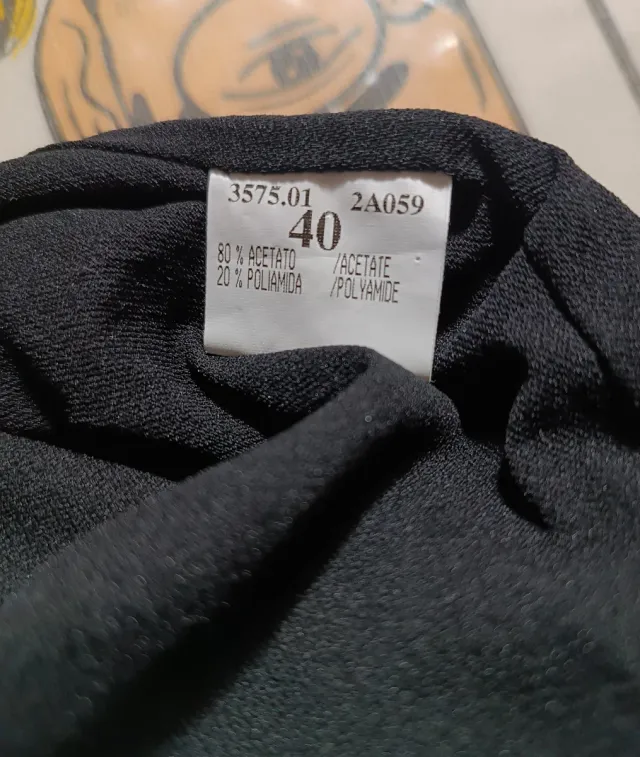 3575.01 2A059
40
80 % ACETATO /ACETATE
20 % POLIAMIDA /POLYAMIDE